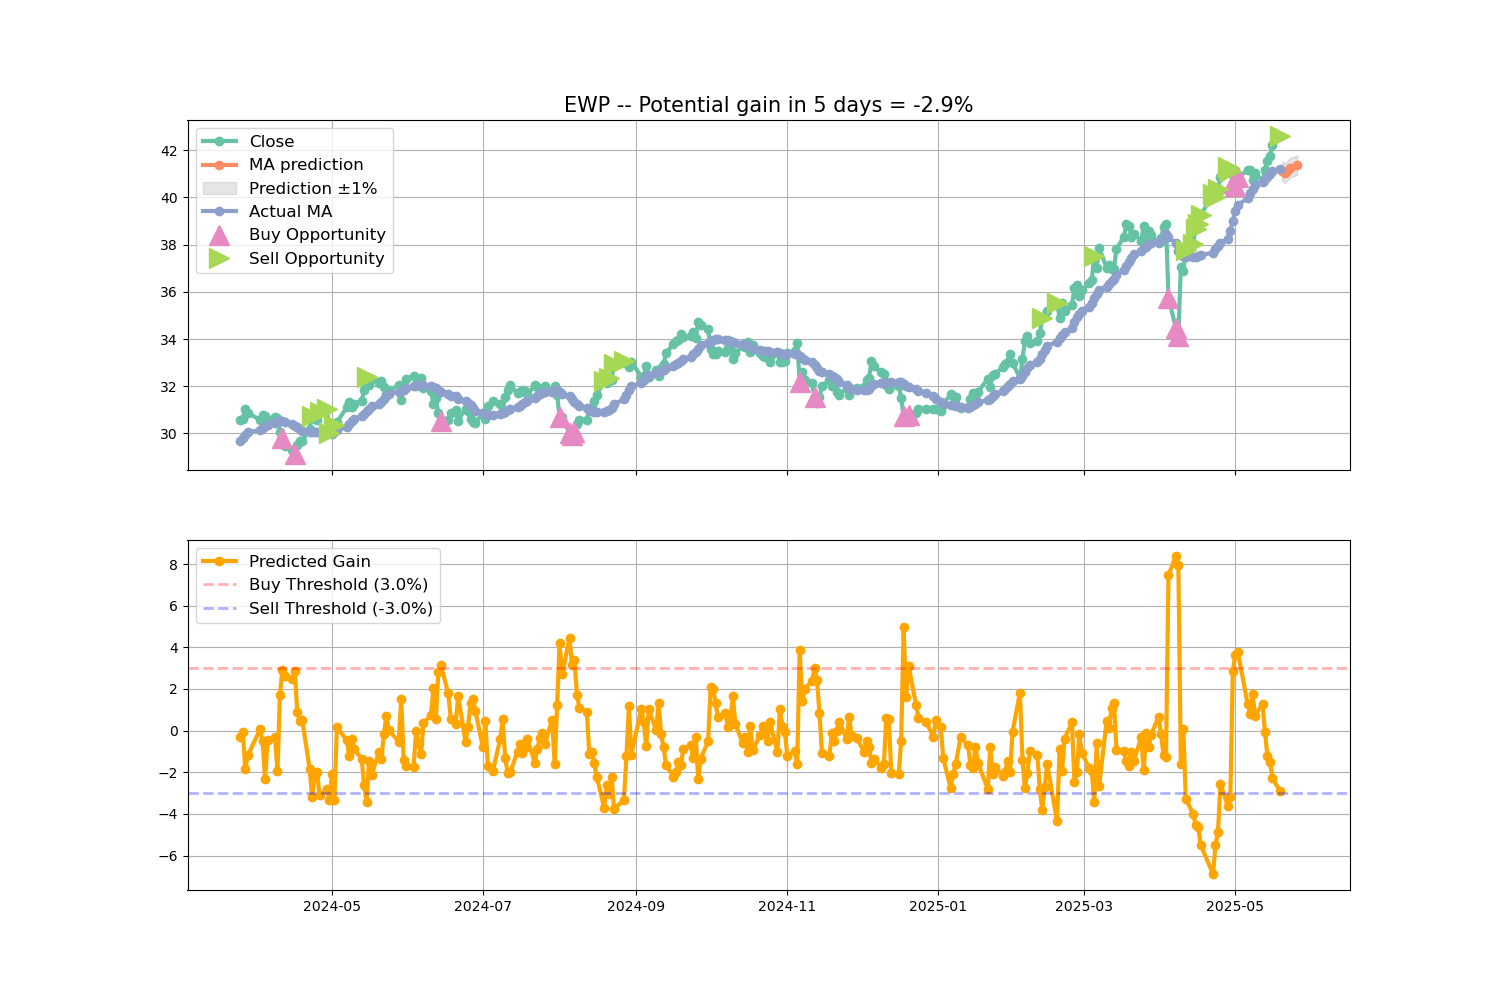 EWP -- Potential gain in 5 days = -2.9%
Close
MA prediction
Prediction ±1%
Actual MA
Buy Opportunity
Sell Opportunity
42
40
38
36
34
32
30
Predicted Gain
Buy Threshold (3.0%)
Sell Threshold (-3.0%)
8
6
4
2
0
−2
−4
−6
2024-05 2024-07 2024-09 2024-11 2025-01 2025-03 2025-05